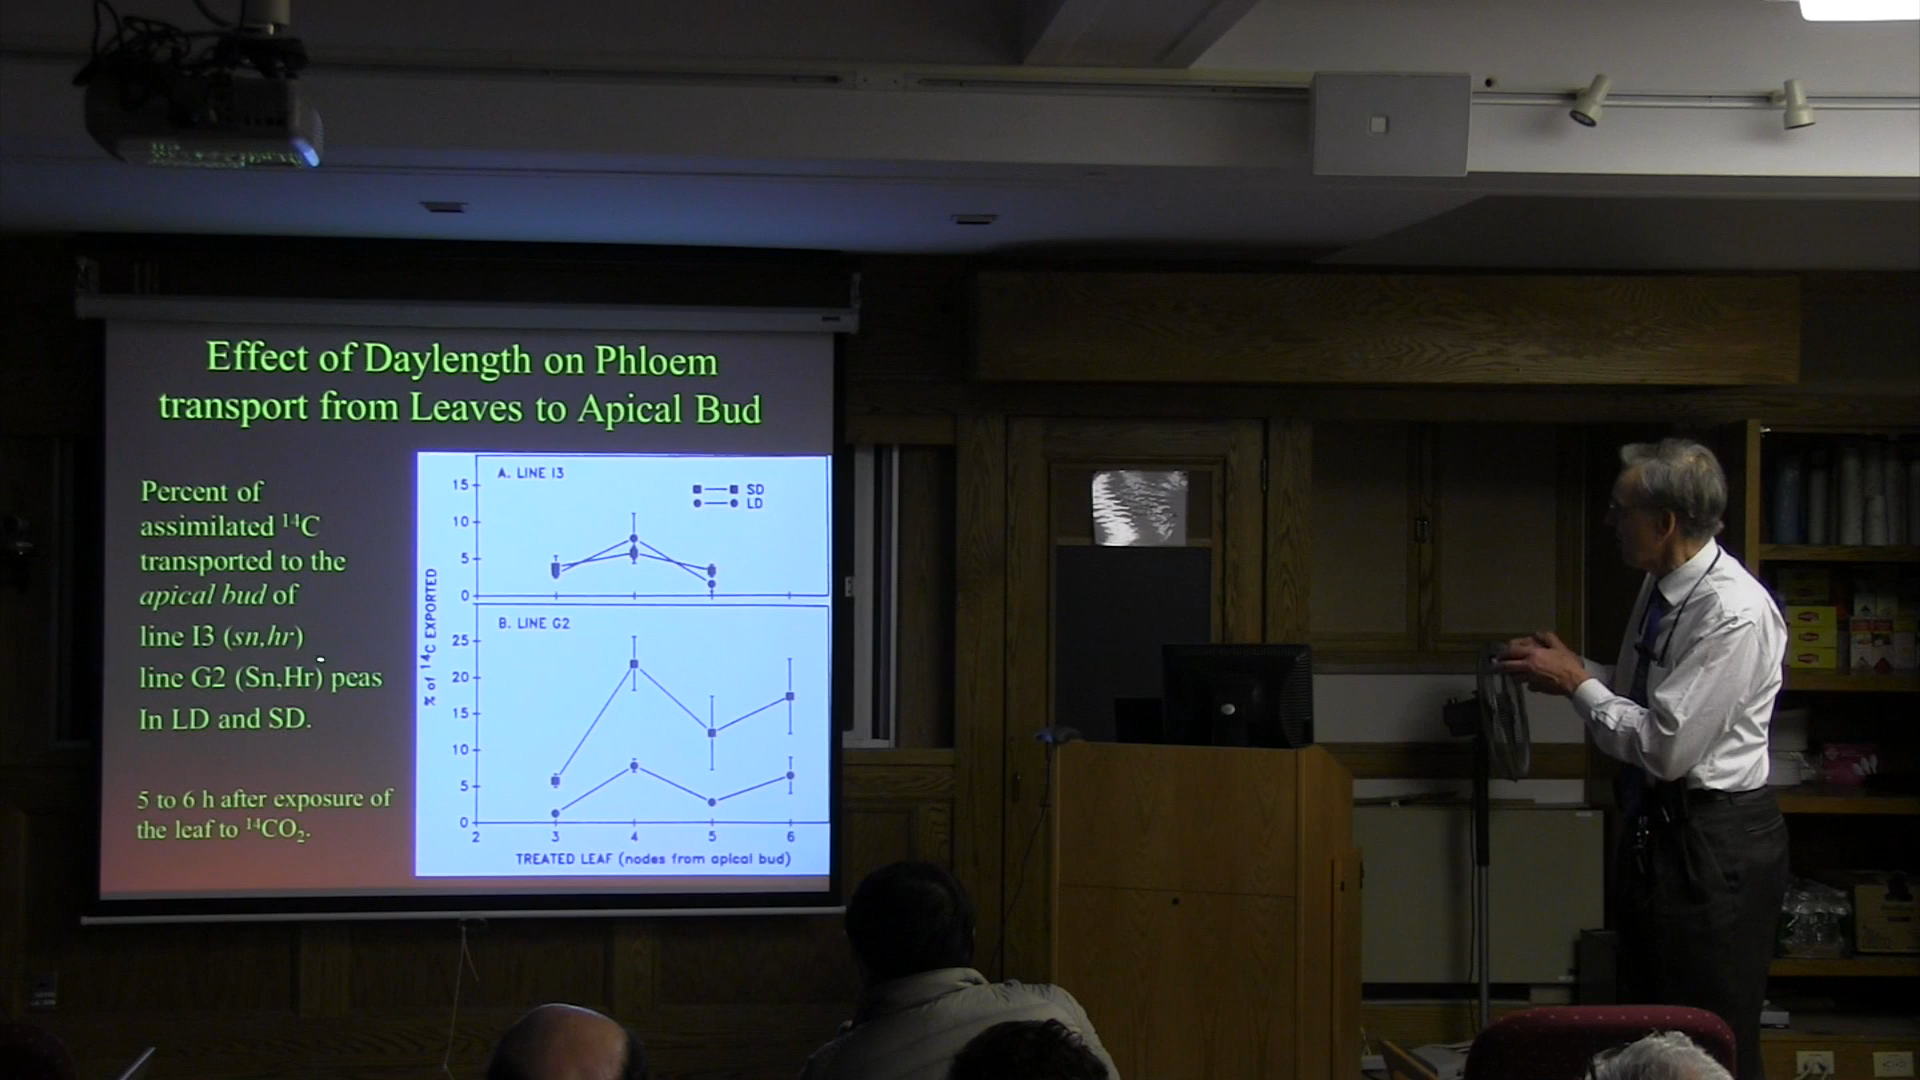 Effect of Daylength on Phloem
transport from Leaves to Apical Bud
Percent of
assimilated ¹⁴C
transported to the
apical bud of
line I3 (sn,hr)
line G2 (Sn,Hr) peas
In LD and SD.
5 to 6 h after exposure of
the leaf to ¹⁴CO₂.
% of ¹⁴C EXPORTED
A. LINE I3
SD
LD
15
10
5
0
B. LINE G2
25
20
15
10
5
0
2 3 4 5 6
TREATED LEAF (nodes from apical bud)